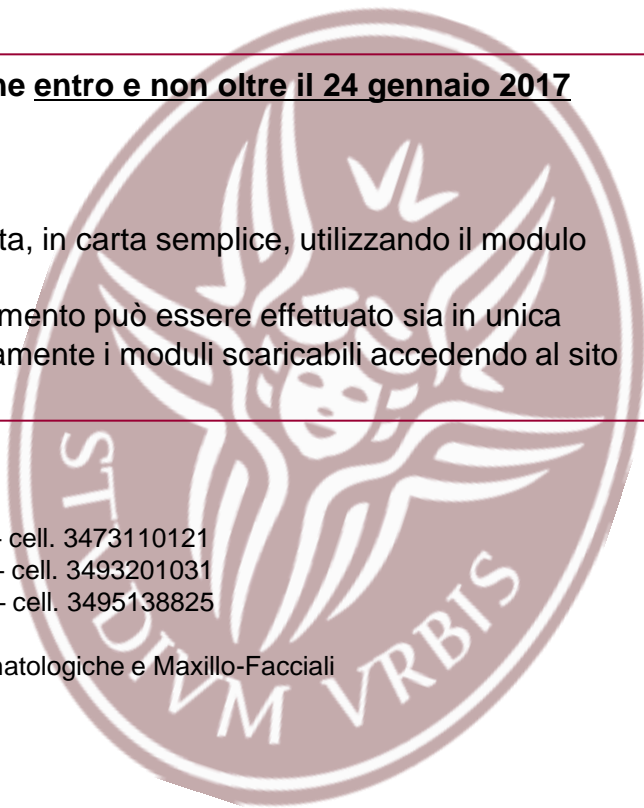 ne entro e non oltre il 24 gennaio 2017
ta, in carta semplice, utilizzando il modulo
mento può essere effettuato sia in unica
amente i moduli scaricabili accedendo al sito
- cell. 3473110121
- cell. 3493201031
– cell. 3495138825
natologiche e Maxillo-Facciali
STVDIVM VRBIS